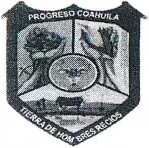 PROGRESO COAHUILA
TIERRA DE HOMBRES RECIOS